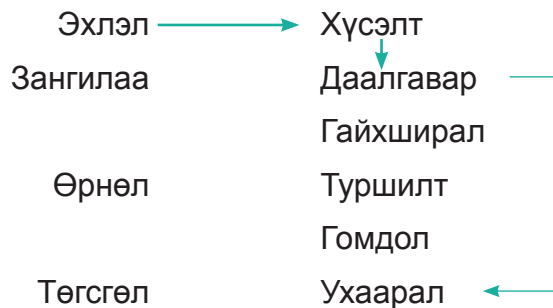 Эхлэл Хүсэлт
Зангилаа Даалгавар
Гайхширал
Өрнөл Туршилт
Гомдол
Төгсгөл Ухаарал